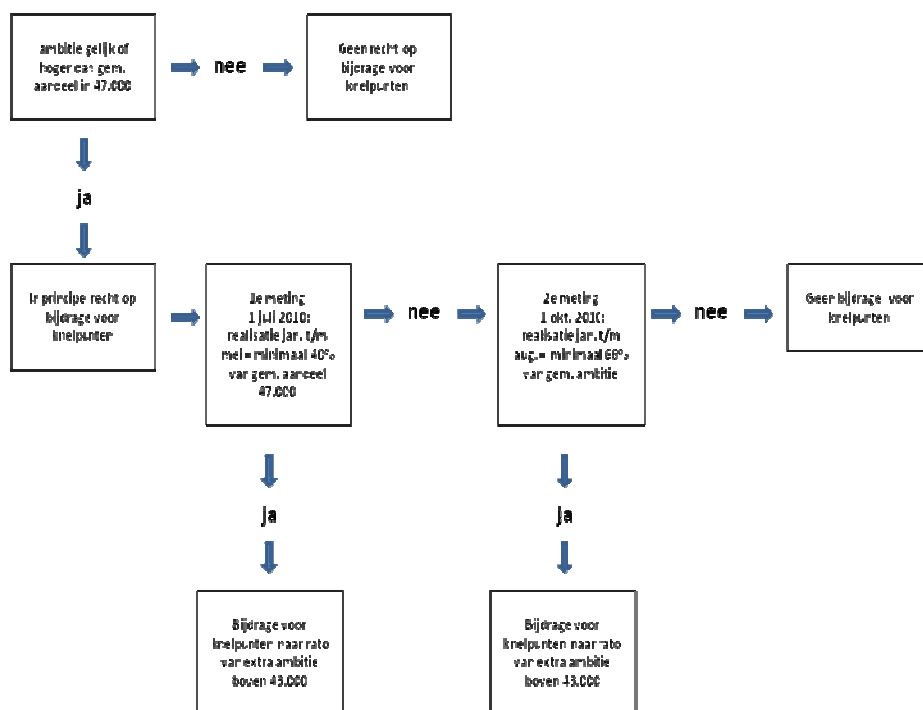 ambitie gelijk of
hoger dan gem.
aandeel in 47.000
nee
Geen recht op
bijdrage voor
knelpunten
ja
In principe recht op
bijdrage voor
knelpunten
1e meting
1 juli 2010:
realisatie jan. t/m
mei = minimaal 40%
van gem. aandeel
47.000
nee
2e meting
1 okt. 2010:
realisatie jan. t/m
aug. = minimaal 66%
van gem. ambitie
nee
Geen bijdrage voor
knelpunten
ja
ja
Bijdrage voor
knelpunten naar rato
van extra ambitie
boven 43.000
Bijdrage voor
knelpunten naar rato
van extra ambitie
boven 43.000